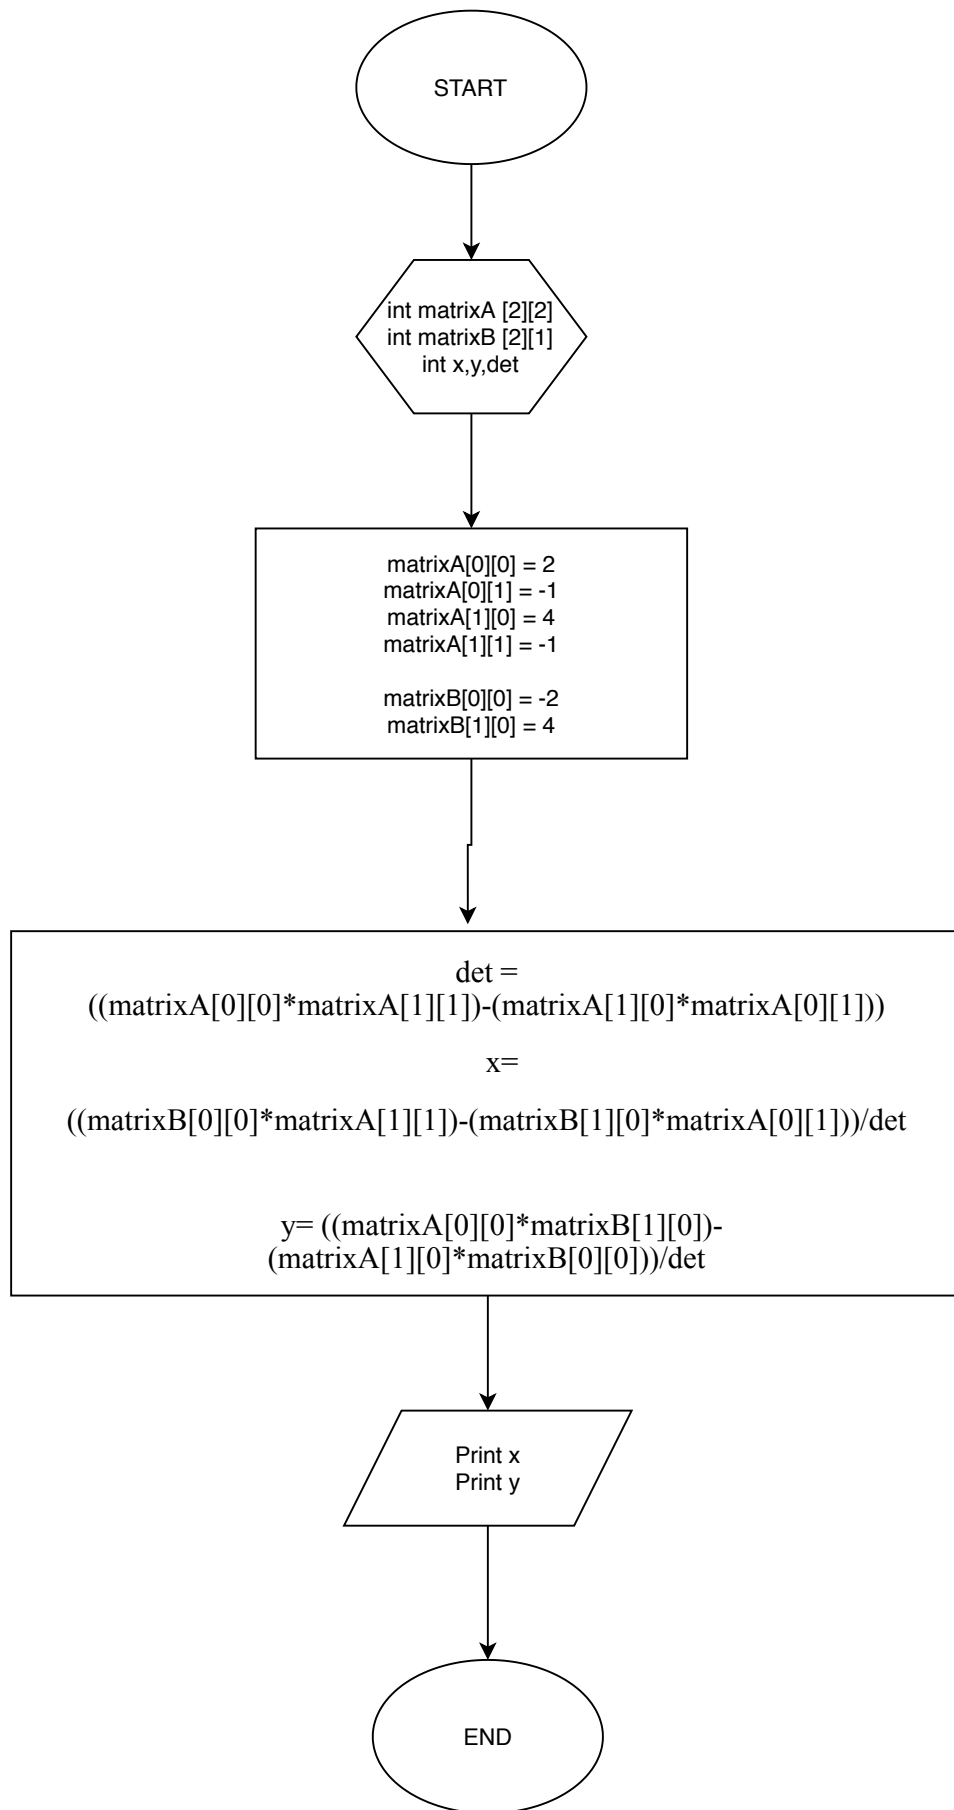 START
int matrixA [2][2]
int matrixB [2][1]
int x,y,det
matrixA[0][0] = 2
matrixA[0][1] = -1
matrixA[1][0] = 4
matrixA[1][1] = -1
matrixB[0][0] = -2
matrixB[1][0] = 4
det =
((matrixA[0][0]*matrixA[1][1])-(matrixA[1][0]*matrixA[0][1]))
x=
((matrixB[0][0]*matrixA[1][1])-(matrixB[1][0]*matrixA[0][1]))/det
y= ((matrixA[0][0]*matrixB[1][0])-
(matrixA[1][0]*matrixB[0][0]))/det
Print x
Print y
END